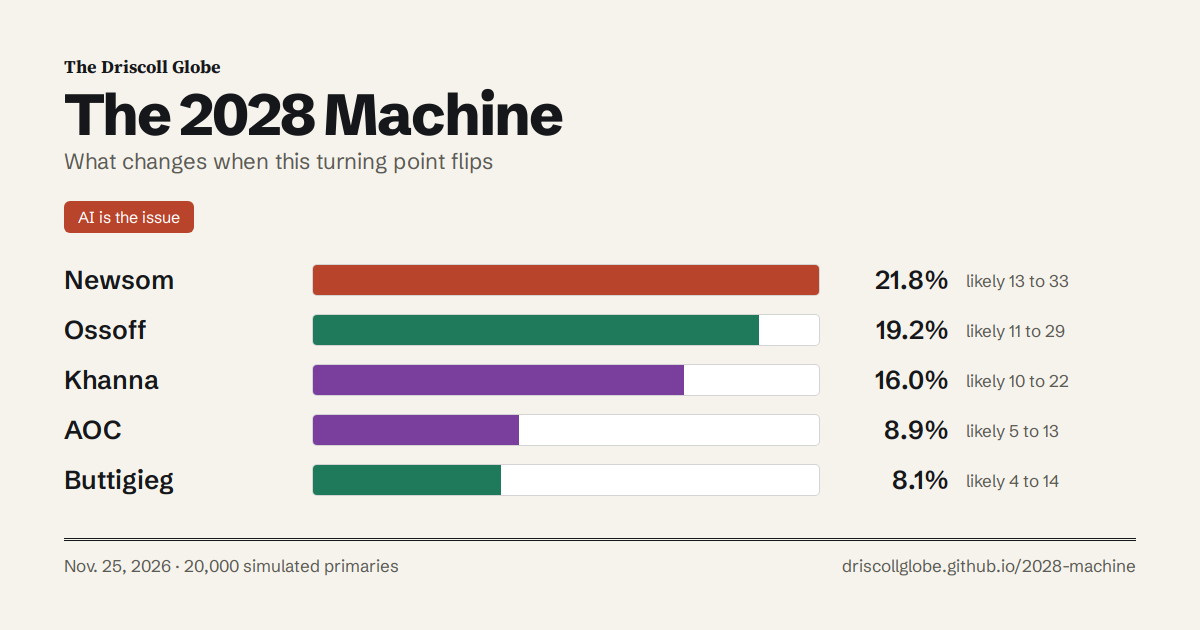 The Driscoll Globe
The 2028 Machine
What changes when this turning point flips
AI is the issue
Newsom 21.8% likely 13 to 33
Ossoff 19.2% likely 11 to 29
Khanna 16.0% likely 10 to 22
AOC 8.9% likely 5 to 13
Buttigieg 8.1% likely 4 to 14
Nov. 25, 2026 · 20,000 simulated primaries driscollglobe.github.io/2028-machine